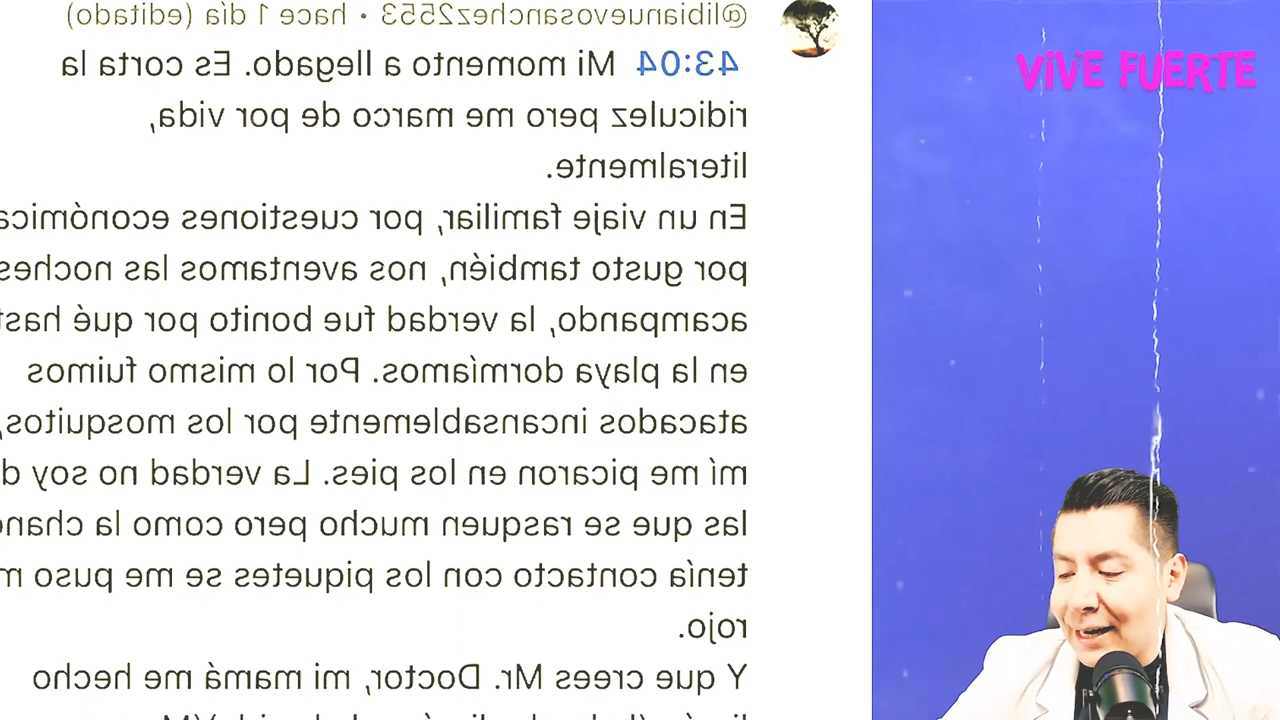 @libianuevosanchez2553 • hace 1 día (editado)
43:04 Mi momento a llegado. Es corta la
ridiculez pero me marco de por vida,
literalmente.
En un viaje familiar, por cuestiones económica
por gusto también, nos aventamos las noches
acampando, la verdad fue bonito por qué hast
en la playa dormíamos. Por lo mismo fuimos
atacados incansablemente por los mosquitos,
mí me picaron en los pies. La verdad no soy d
las que se rasquen mucho pero como la chanc
tenía contacto con los piquetes se me puso m
rojo.
Y que crees Mr. Doctor, mi mamá me hecho
VIVE FUERTE